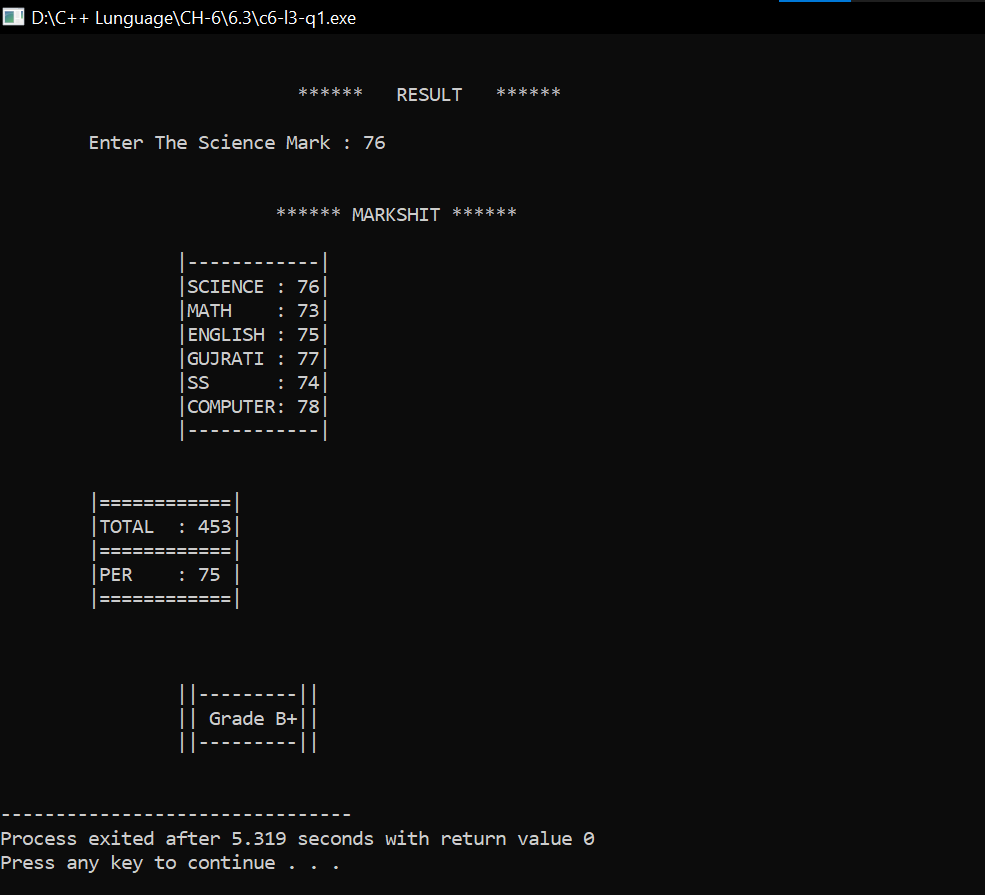 D:\C++ Lunguage\CH-6\6.3\c6-l3-q1.exe
******   RESULT   ******
Enter The Science Mark : 76
****** MARKSHIT ******
|------------|
|SCIENCE : 76|
|MATH    : 73|
|ENGLISH : 75|
|GUJRATI : 77|
|SS      : 74|
|COMPUTER: 78|
|------------|
|============|
|TOTAL  : 453|
|============|
|PER    : 75 |
|============|
||---------||
|| Grade B+||
||---------||
--------------------------------
Process exited after 5.319 seconds with return value 0
Press any key to continue . . .